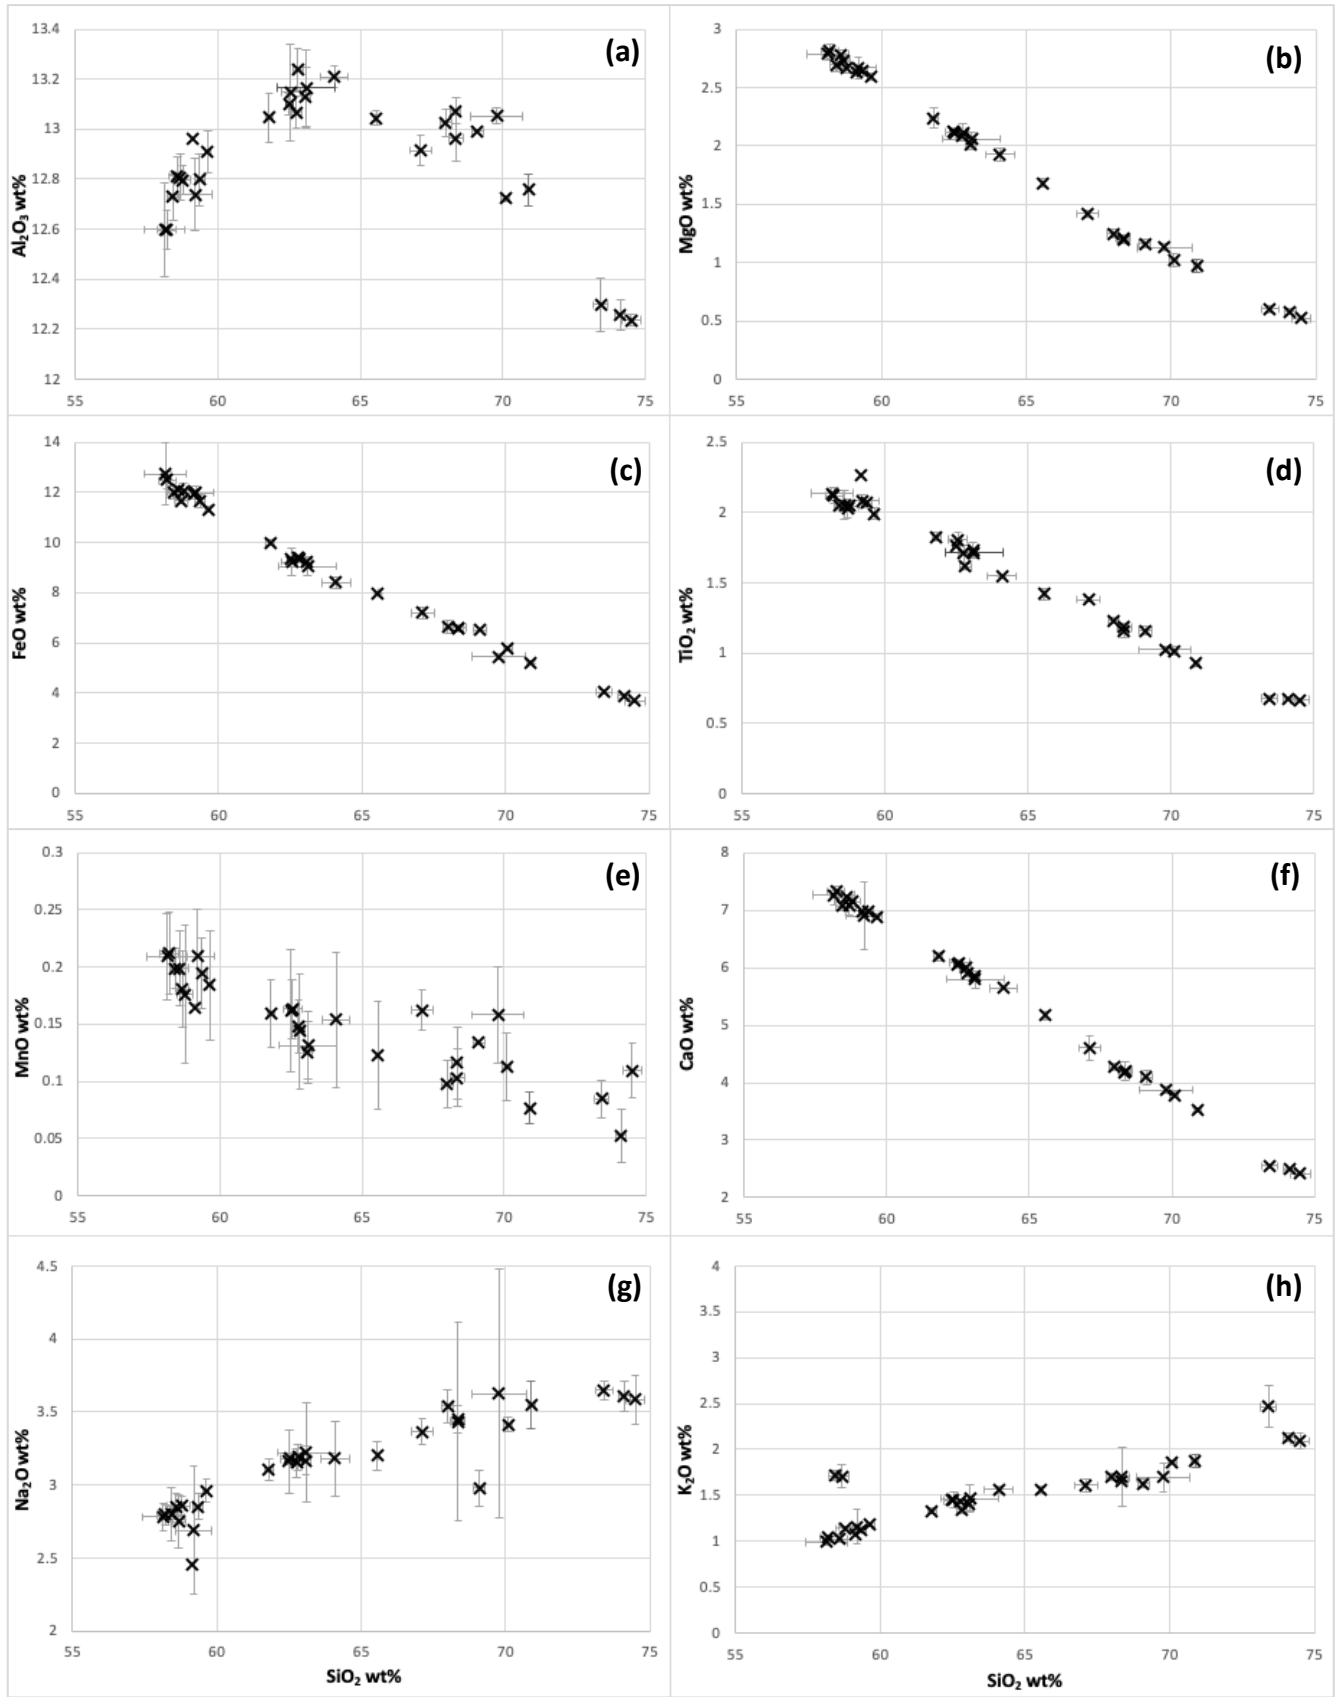 (a)
Al₂O₃ wt%
13.4
13.2
13
12.8
12.6
12.4
12.2
12
55 60 65 70 75
(b)
MgO wt%
3
2.5
2
1.5
1
0.5
0
55 60 65 70 75
(c)
FeO wt%
14
12
10
8
6
4
2
0
55 60 65 70 75
(d)
TiO₂ wt%
2.5
2
1.5
1
0.5
0
55 60 65 70 75
(e)
MnO wt%
0.3
0.25
0.2
0.15
0.1
0.05
0
55 60 65 70 75
(f)
CaO wt%
8
7
6
5
4
3
2
55 60 65 70 75
(g)
Na₂O wt%
4.5
4
3.5
3
2.5
2
55 60 65 70 75
SiO₂ wt%
(h)
K₂O wt%
4
3.5
3
2.5
2
1.5
1
0.5
0
55 60 65 70 75
SiO₂ wt%